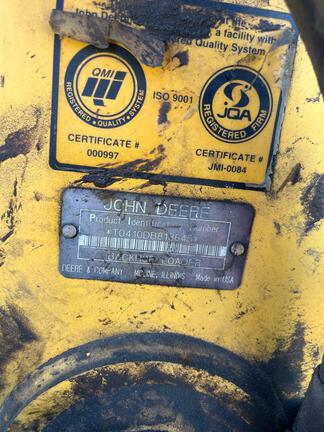 a facility with
Quality System
QMI
REGISTERED • QUALITY • SYSTEM
ISO 9001
JQA
REGISTERED FIRM
CERTIFICATE #
000997
CERTIFICATE #
JMI-0084
JOHN DEERE
Product Identification Number
BACKHOE LOADER
DEERE & COMPANY MOLINE, ILLINOIS Made in USA